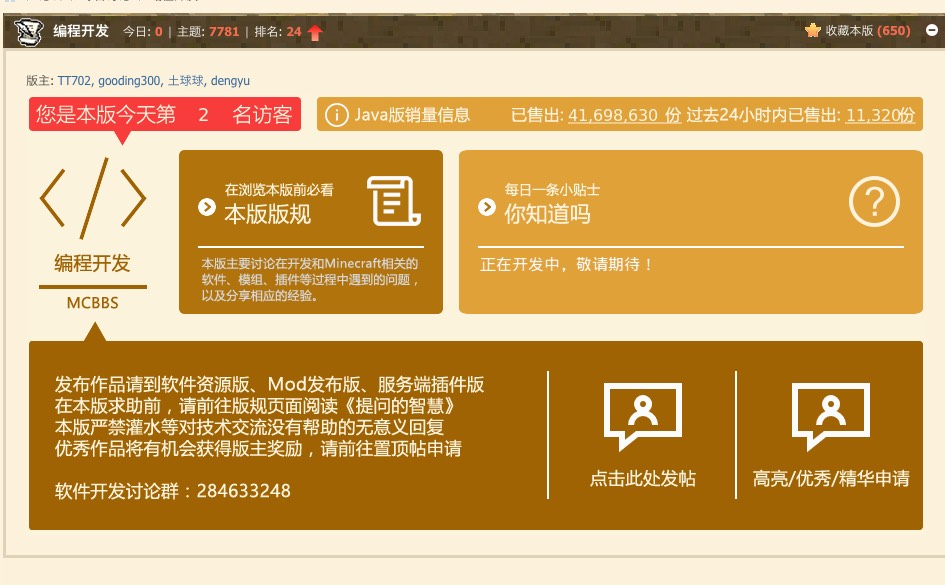 编程开发 今日: 0 | 主题: 7781 | 排名: 24
收藏本版 (650)
版主: TT702, gooding300, 土球球, dengyu
您是本版今天第 2 名访客
Java版销量信息 已售出: 41,698,630 份 过去24小时内已售出: 11,320份
编程开发
MCBBS
在浏览本版前必看
本版版规
本版主要讨论在开发和Minecraft相关的
软件、模组、插件等过程中遇到的问题，
以及分享相应的经验。
每日一条小贴士
你知道吗
正在开发中，敬请期待！
发布作品请到软件资源版、Mod发布版、服务端插件版
在本版求助前，请前往版规页面阅读《提问的智慧》
本版严禁灌水等对技术交流没有帮助的无意义回复
优秀作品将有机会获得版主奖励，请前往置顶帖申请
软件开发讨论群：284633248
点击此处发帖
高亮/优秀/精华申请